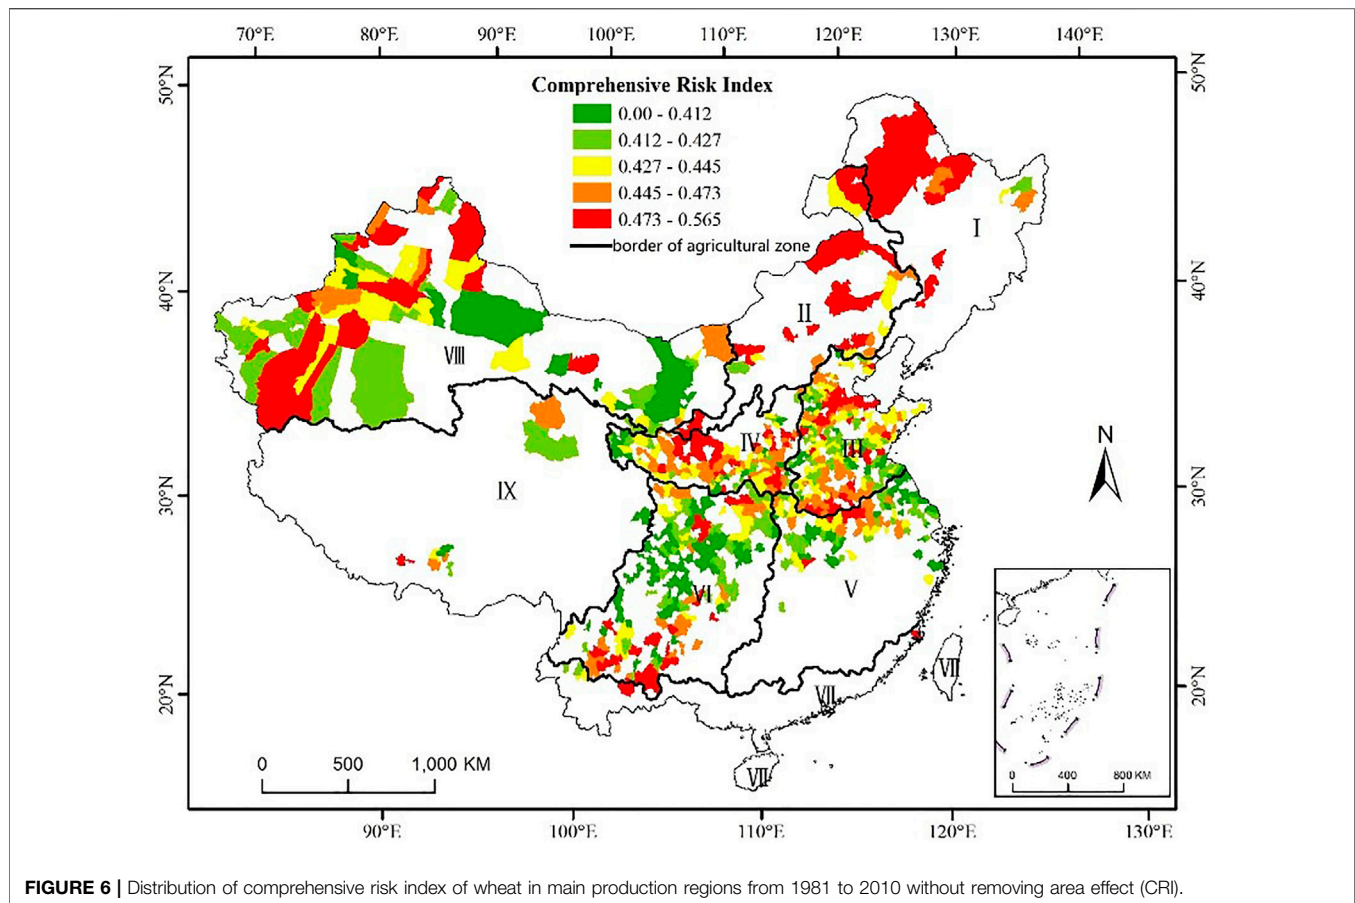 70°E 80°E 90°E 100°E 110°E 120°E 130°E 140°E
50°N
50°N
Comprehensive Risk Index
0.00 - 0.412
0.412 - 0.427
0.427 - 0.445
0.445 - 0.473
0.473 - 0.565
border of agricultural zone
I
40°N
40°N
II
VIII
N
IV
III
IX
30°N
30°N
VI
V
VII
VII
20°N
20°N
VII
0 500 1,000 KM
0 400 800 KM
90°E 100°E 110°E 120°E 130°E
FIGURE 6 | Distribution of comprehensive risk index of wheat in main production regions from 1981 to 2010 without removing area effect (CRI).